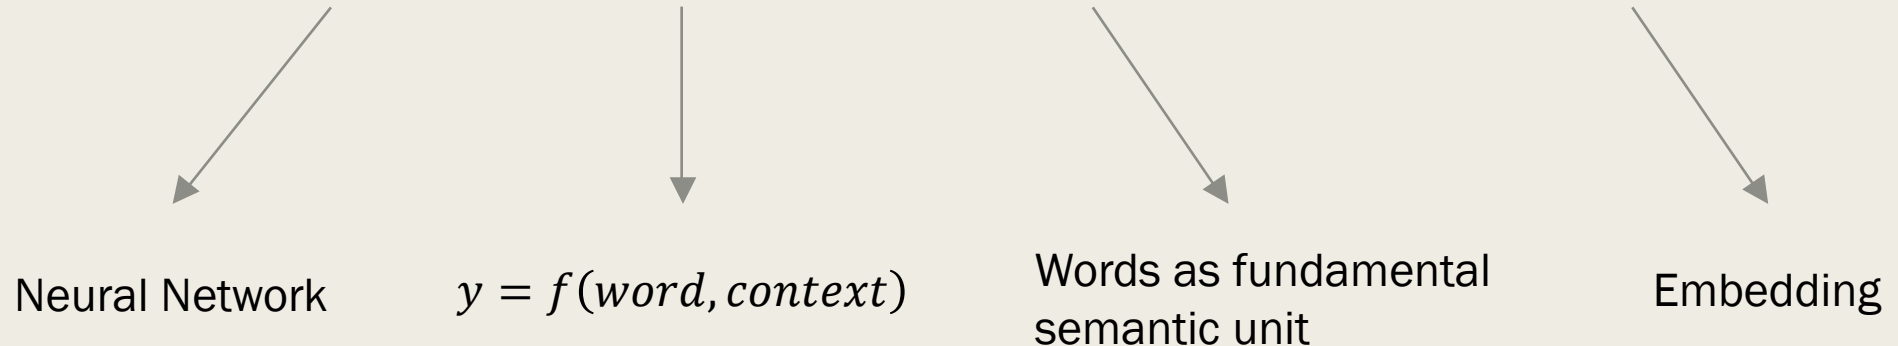 Neural Network
y = f(word, context)
Words as fundamental
semantic unit
Embedding